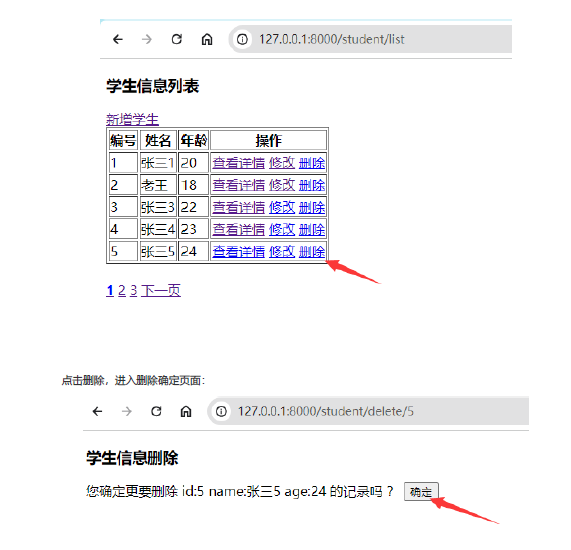 127.0.0.1:8000/student/list
学生信息列表
新增学生
编号 姓名 年龄 操作
1 张三1 20 查看详情 修改 删除
2 老王 18 查看详情 修改 删除
3 张三3 22 查看详情 修改 删除
4 张三4 23 查看详情 修改 删除
5 张三5 24 查看详情 修改 删除
1 2 3 下一页
点击删除，进入删除确定页面：
127.0.0.1:8000/student/delete/5
学生信息删除
您确定更要删除 id:5 name:张三5 age:24 的记录吗？ 确定